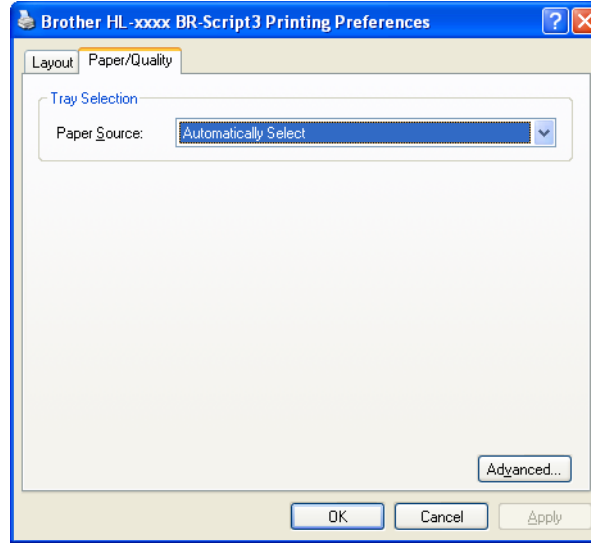 Brother HL-xxxx BR-Script3 Printing Preferences
Layout Paper/Quality
Tray Selection
Paper Source: Automatically Select
Advanced...
OK Cancel Apply